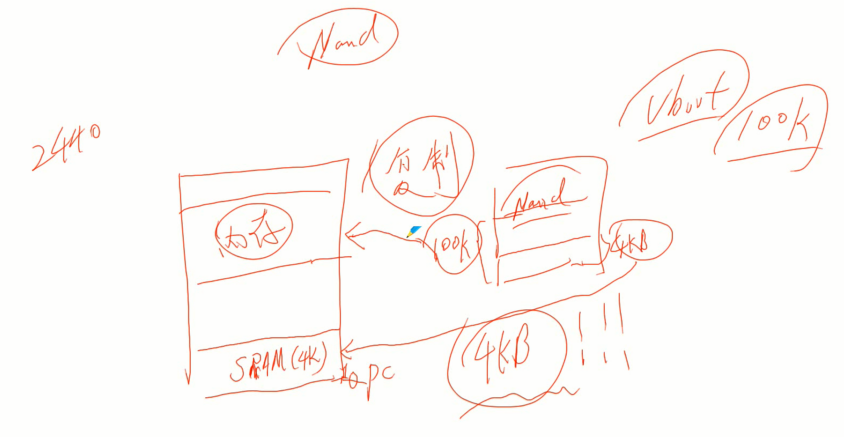 Nand
Uboot
100k
2440
复制
Nand
内存
100k
4KB
4KB
!!!
SRAM(4K)
0 PC